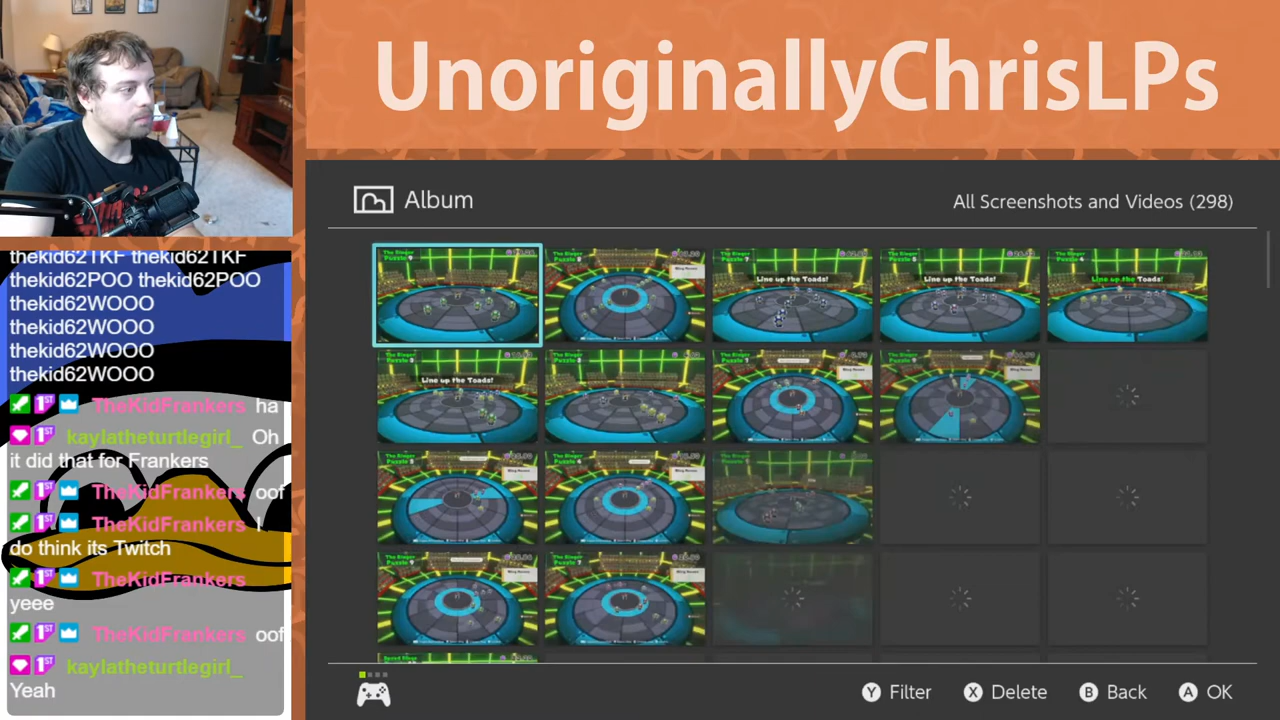 UnoriginallyChrisLPs
Album
All Screenshots and Videos (298)
thekid62TKF thekid62TKF
thekid62POO thekid62POO
thekid62WOOO
thekid62WOOO
thekid62WOOO
thekid62WOOO
TheKidFrankers ha
kaylatheturtlegirl_ Oh
it did that for Frankers
TheKidFrankers oof
TheKidFrankers I
do think its Twitch
TheKidFrankers
yeee
TheKidFrankers oof
kaylatheturtlegirl_
Yeah
Line up the Toads!
Line up the Toads!
Line up the Toads!
Line up the Toads!
Y Filter
X Delete
B Back
A OK